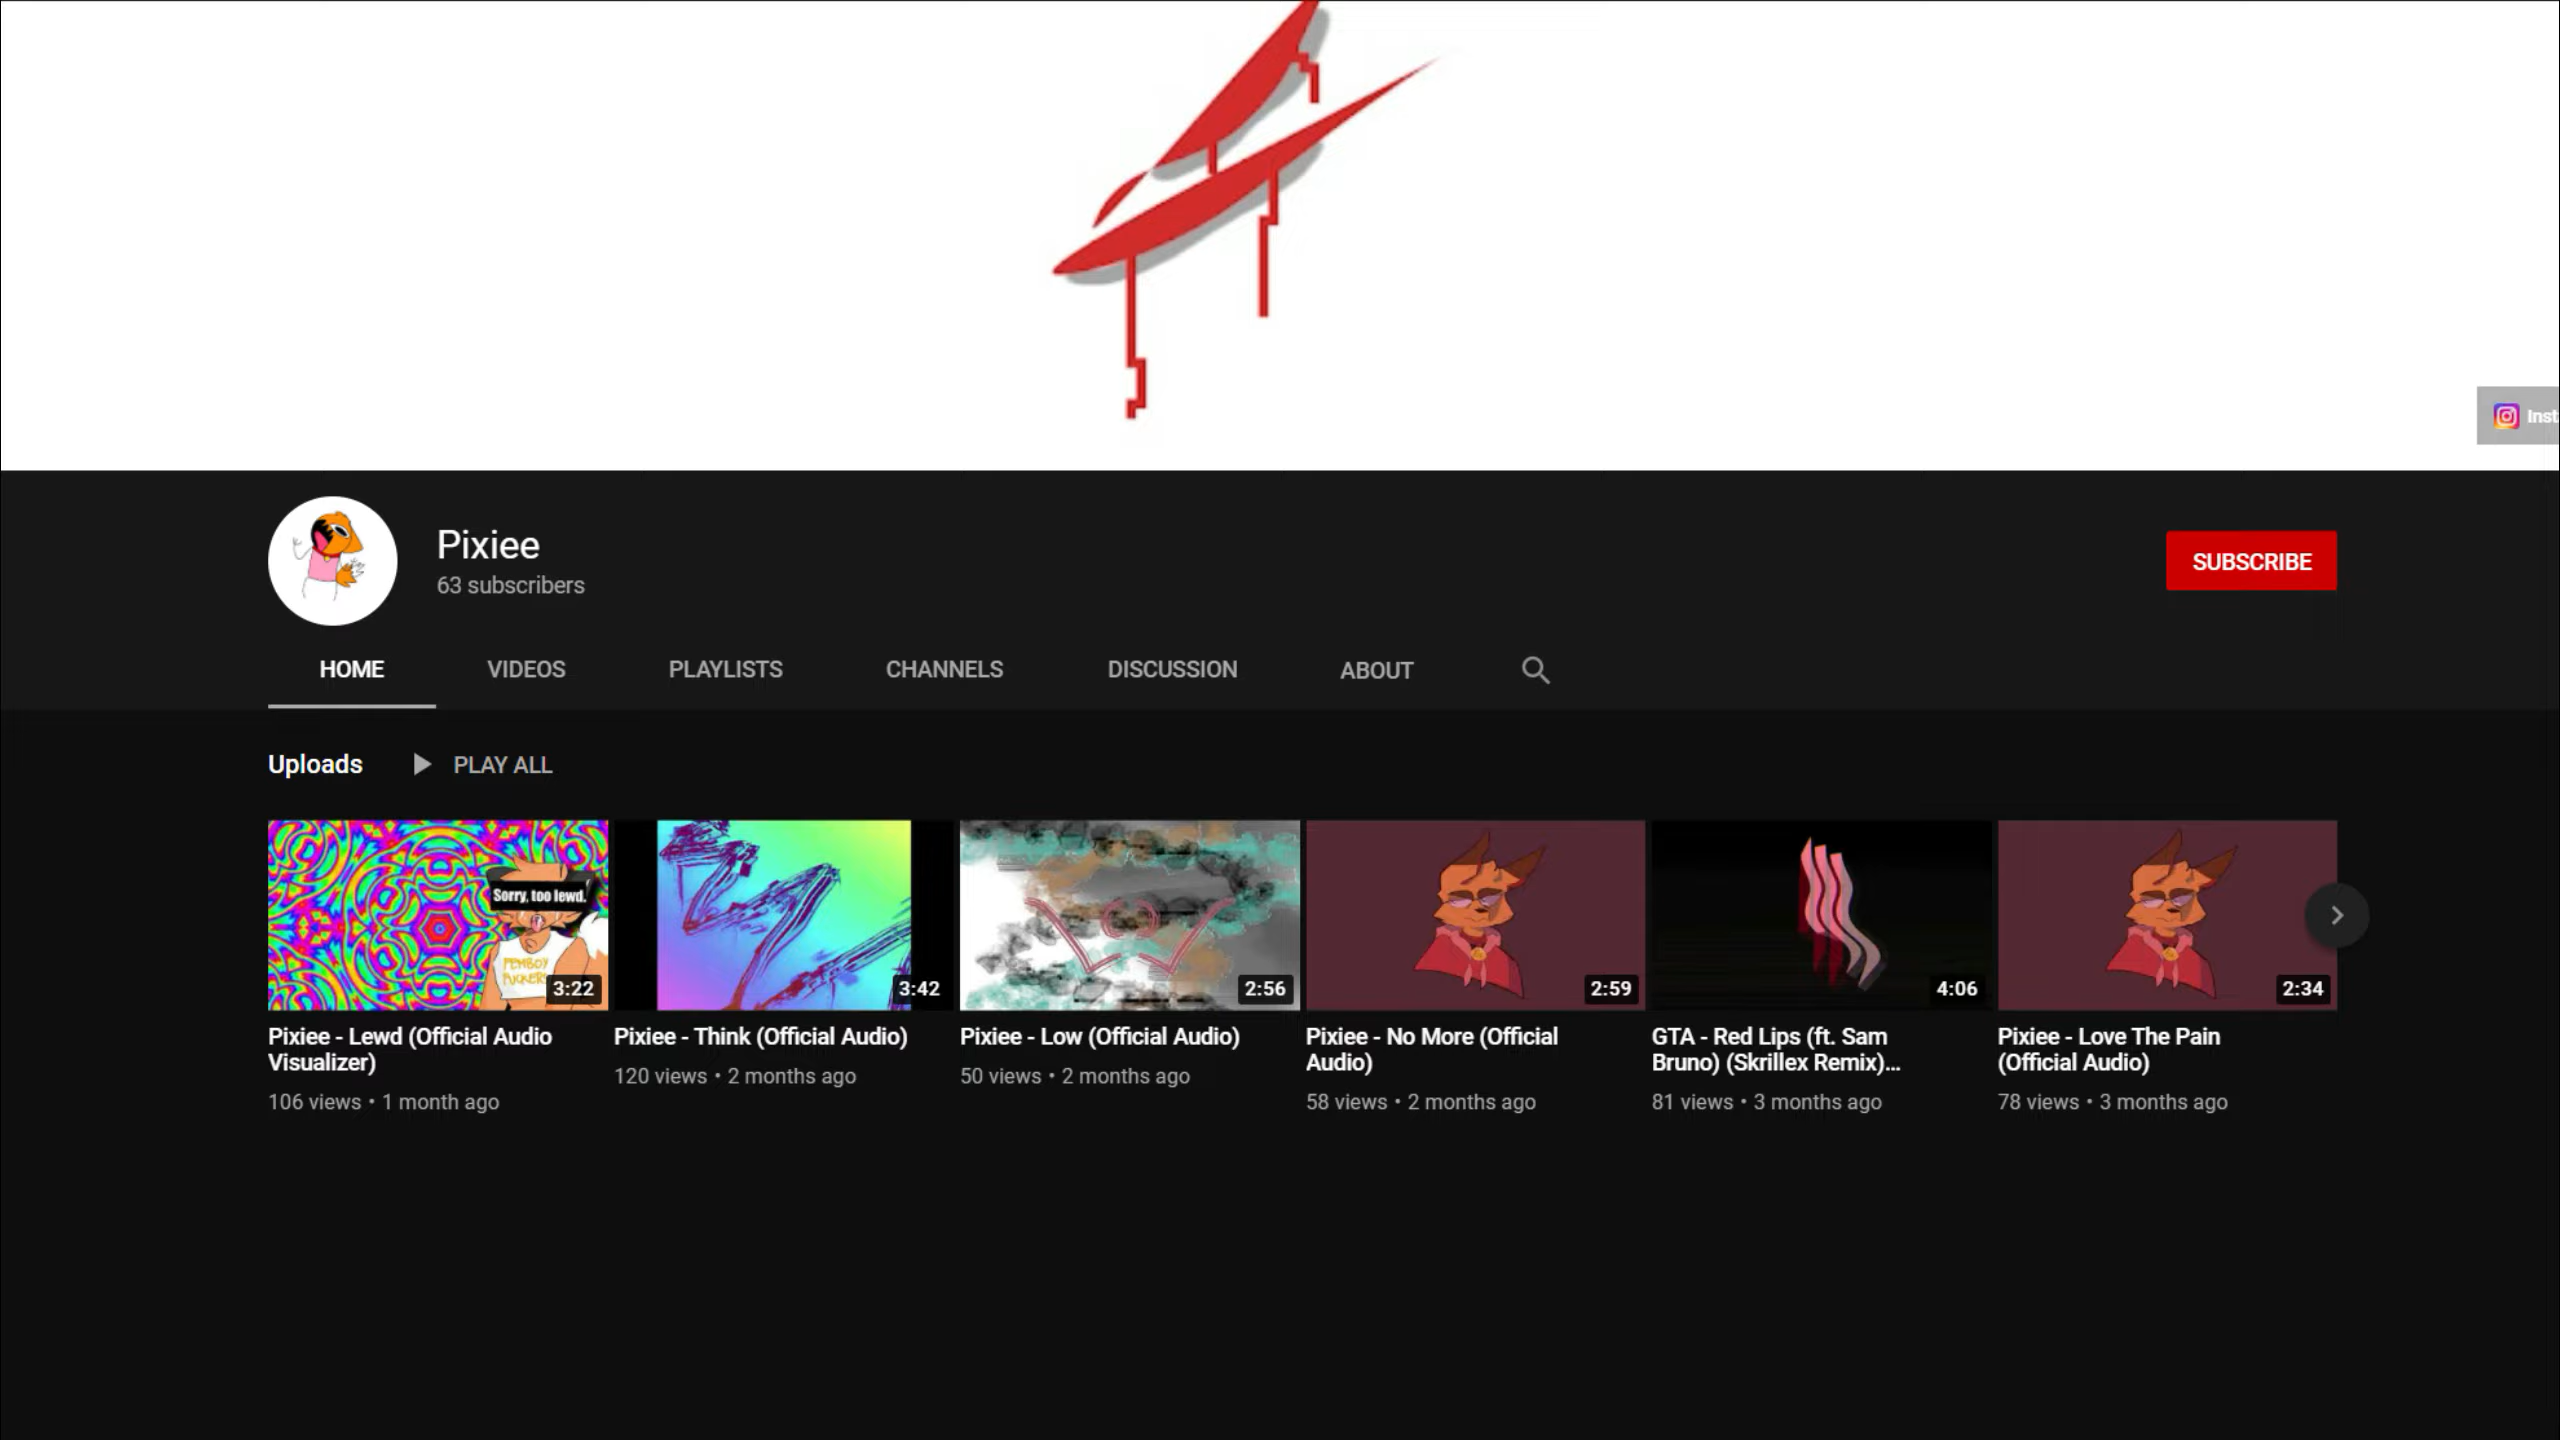 Inst
Pixiee
63 subscribers
SUBSCRIBE
HOME
VIDEOS
PLAYLISTS
CHANNELS
DISCUSSION
ABOUT
Uploads
PLAY ALL
Sorry, too lewd.
FEMBOY
FUCKERS
3:22
3:42
2:56
2:59
4:06
2:34
Pixiee - Lewd (Official Audio
Visualizer)
106 views • 1 month ago
Pixiee - Think (Official Audio)
120 views • 2 months ago
Pixiee - Low (Official Audio)
50 views • 2 months ago
Pixiee - No More (Official
Audio)
58 views • 2 months ago
GTA - Red Lips (ft. Sam
Bruno) (Skrillex Remix)...
81 views • 3 months ago
Pixiee - Love The Pain
(Official Audio)
78 views • 3 months ago